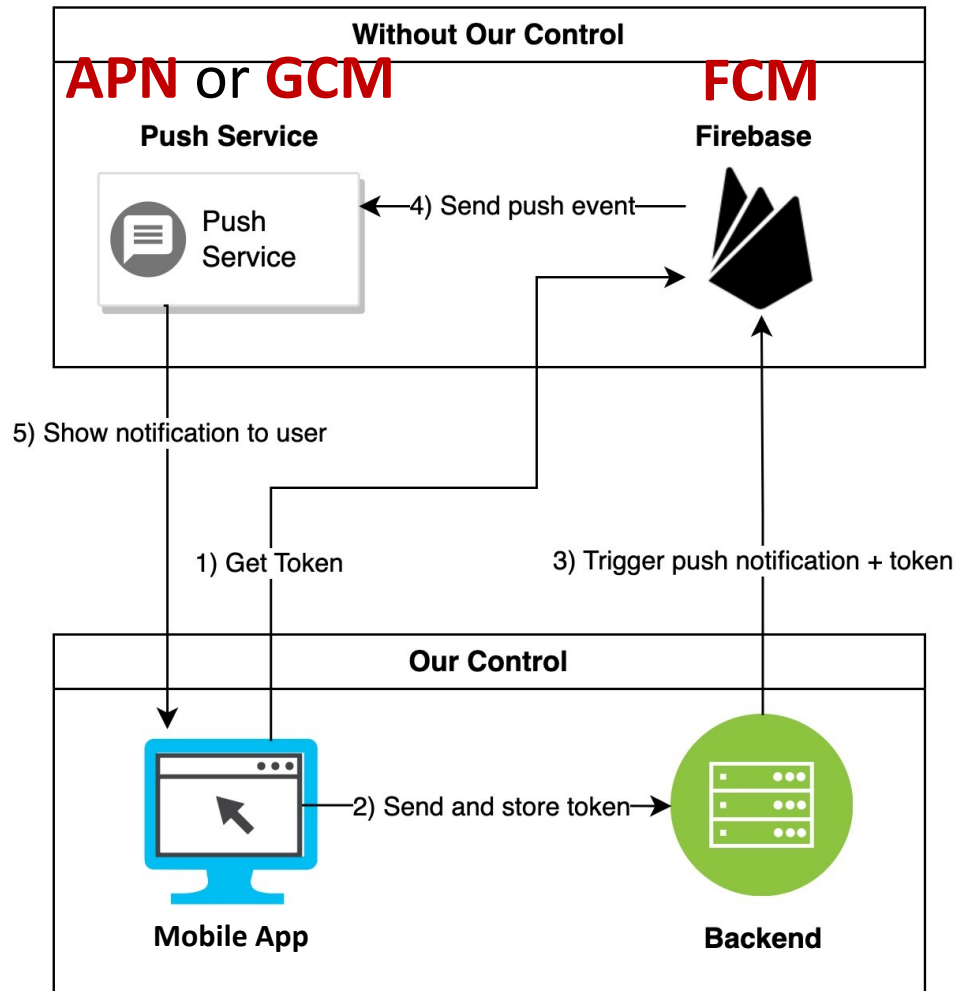 Without Our Control
APN or GCM
FCM
Push Service
Firebase
Push
Service
4) Send push event
5) Show notification to user
1) Get Token
3) Trigger push notification + token
Our Control
2) Send and store token
Mobile App
Backend